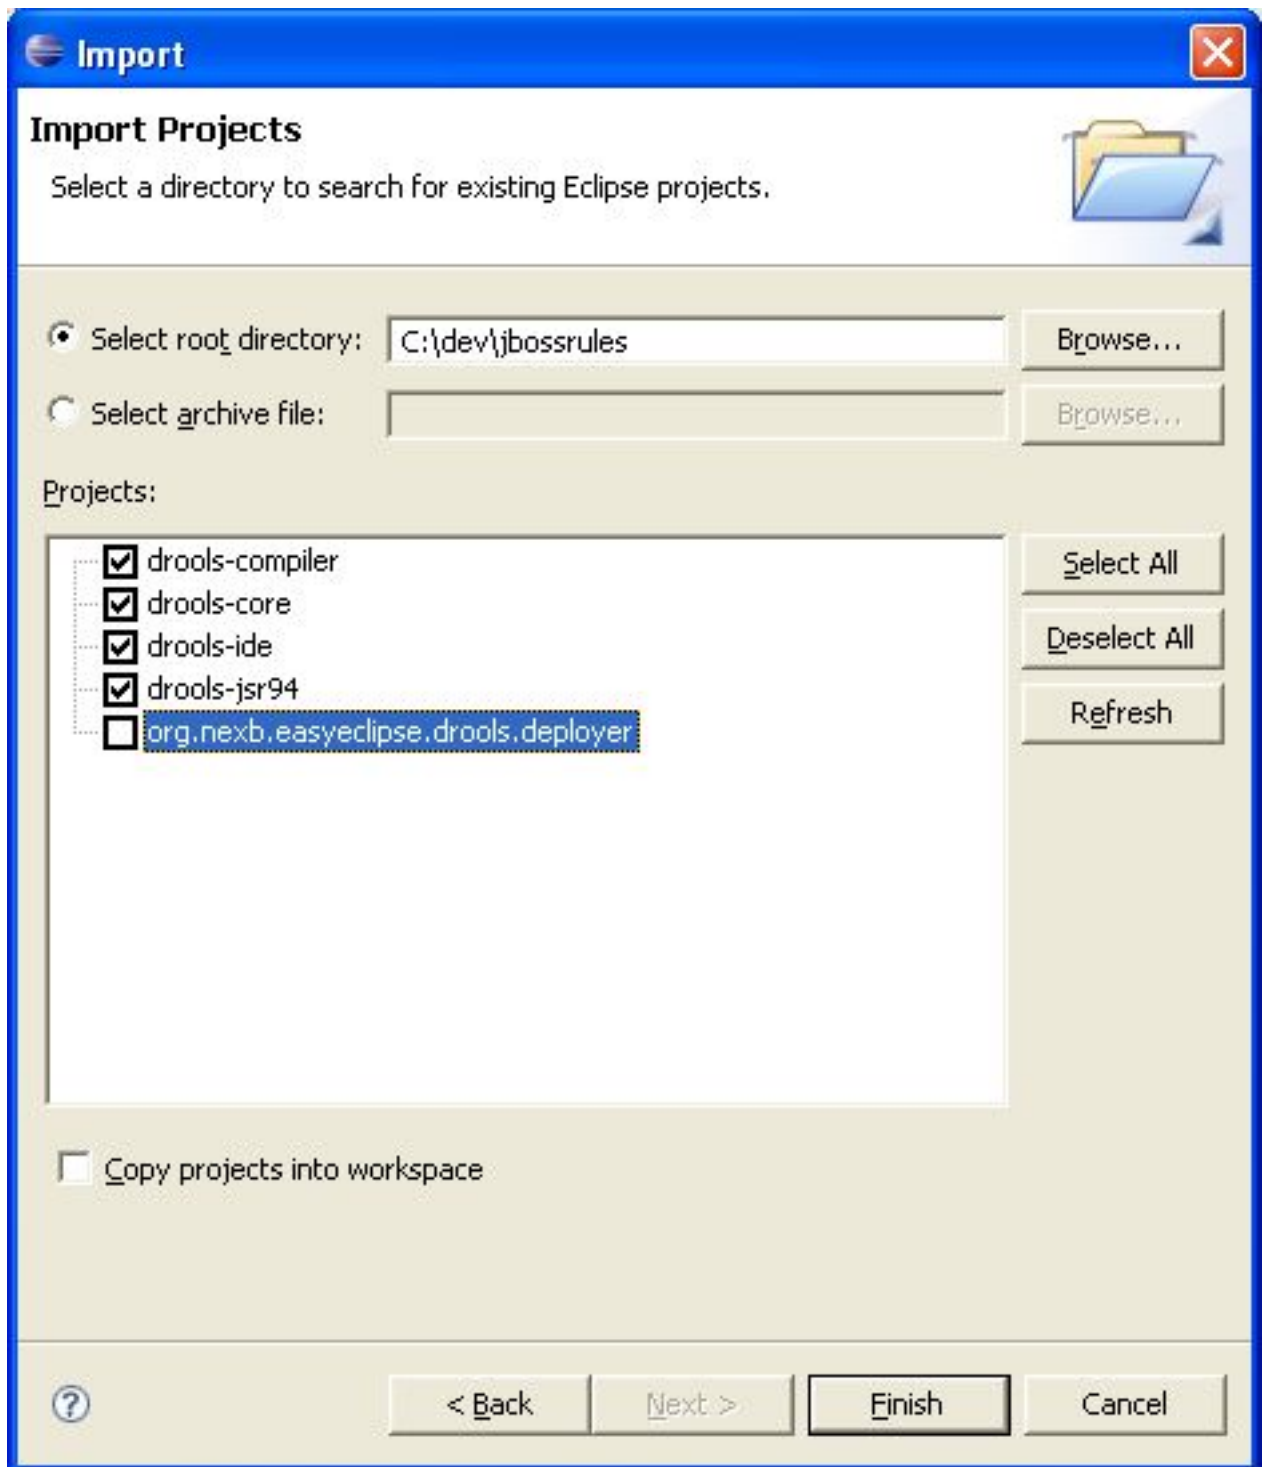 Import
Import Projects
Select a directory to search for existing Eclipse projects.
Select root directory: C:\dev\jbossrules Browse...
Select archive file: Browse...
Projects:
drools-compiler
drools-core
drools-ide
drools-jsr94
org.nexb.easyeclipse.drools.deployer
Select All
Deselect All
Refresh
Copy projects into workspace
? < Back Next > Finish Cancel